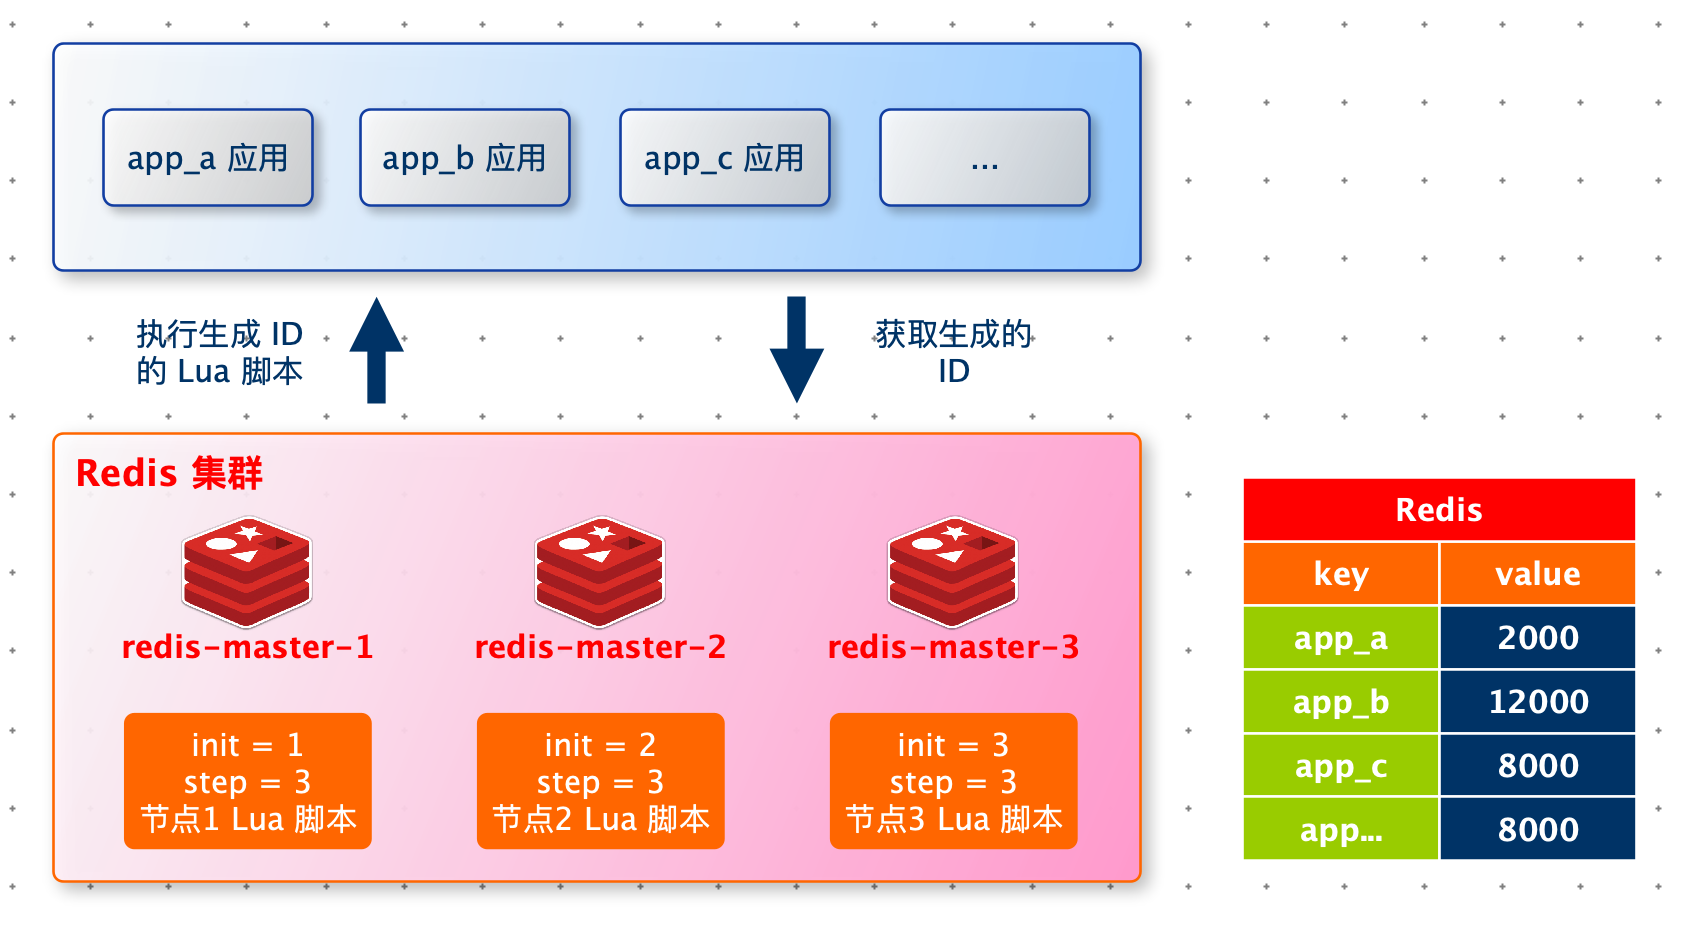 app_a 应用
app_b 应用
app_c 应用
...
执行生成 ID
的 Lua 脚本
获取生成的
ID
Redis 集群
redis-master-1
redis-master-2
redis-master-3
init = 1
step = 3
节点1 Lua 脚本
init = 2
step = 3
节点2 Lua 脚本
init = 3
step = 3
节点3 Lua 脚本
Redis
key value
app_a 2000
app_b 12000
app_c 8000
app... 8000